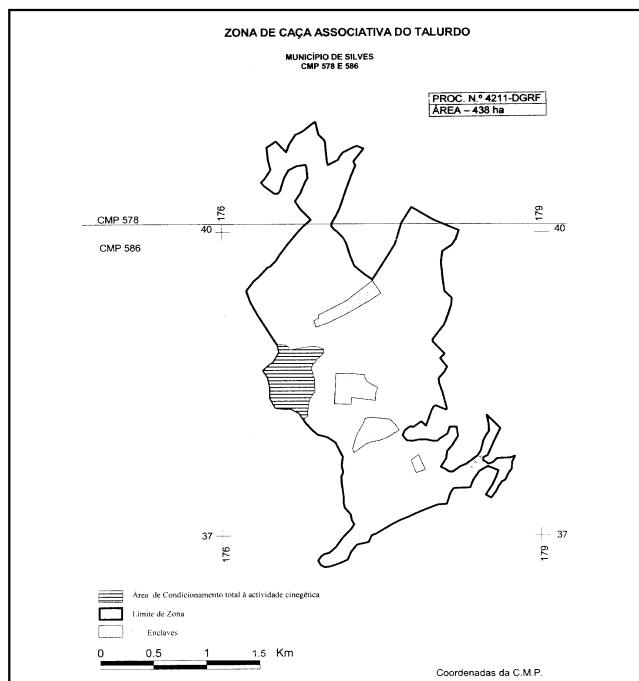 ZONA DE CAÇA ASSOCIATIVA DO TALURDO
MUNICÍPIO DE SILVES
CMP 578 E 586
PROC. N.º 4211-DGRF
ÁREA – 438 ha
176
179
CMP 578
40
40
CMP 586
37
37
176
179
Área de Condicionamento total à actividade cinegética
Limite de Zona
Enclaves
0 0.5 1 1.5 Km
Coordenadas da C.M.P.